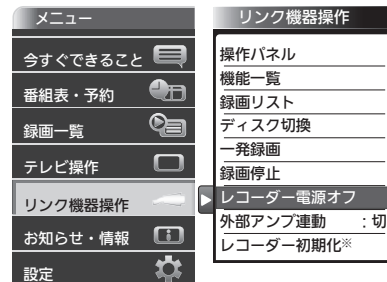 メニュー
今すぐできること
番組表・予約
録画一覧
テレビ操作
リンク機器操作
お知らせ・情報
設定
リンク機器操作
操作パネル
機能一覧
録画リスト
ディスク切換
一発録画
録画停止
レコーダー電源オフ
外部アンプ連動 ：切
レコーダー初期化※